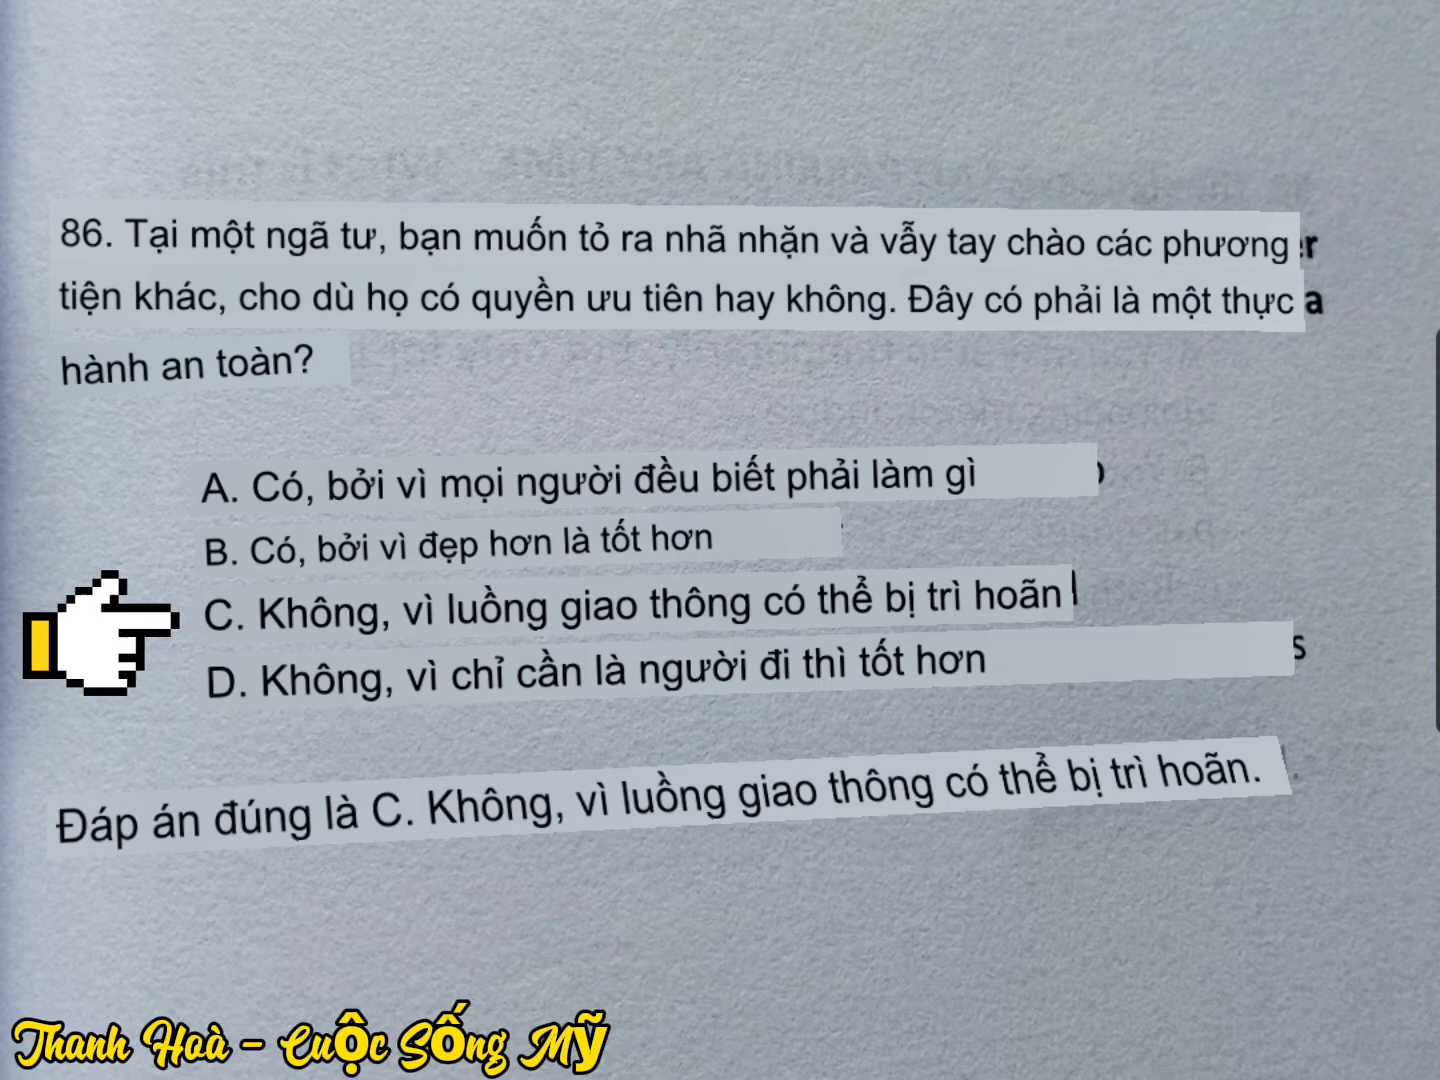 86. Tại một ngã tư, bạn muốn tỏ ra nhã nhặn và vẫy tay chào các phương
tiện khác, cho dù họ có quyền ưu tiên hay không. Đây có phải là một thực
hành an toàn?
A. Có, bởi vì mọi người đều biết phải làm gì
B. Có, bởi vì đẹp hơn là tốt hơn
C. Không, vì luồng giao thông có thể bị trì hoãn
D. Không, vì chỉ cần là người đi thì tốt hơn
Đáp án đúng là C. Không, vì luồng giao thông có thể bị trì hoãn.
Thanh Hoà - Cuộc Sống Mỹ